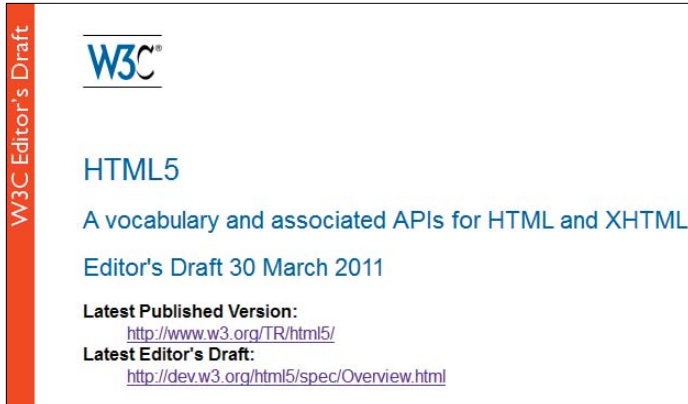 W3C Editor's Draft
W3C®
HTML5
A vocabulary and associated APIs for HTML and XHTML
Editor's Draft 30 March 2011
Latest Published Version:
http://www.w3.org/TR/html5/
Latest Editor's Draft:
http://dev.w3.org/html5/spec/Overview.html